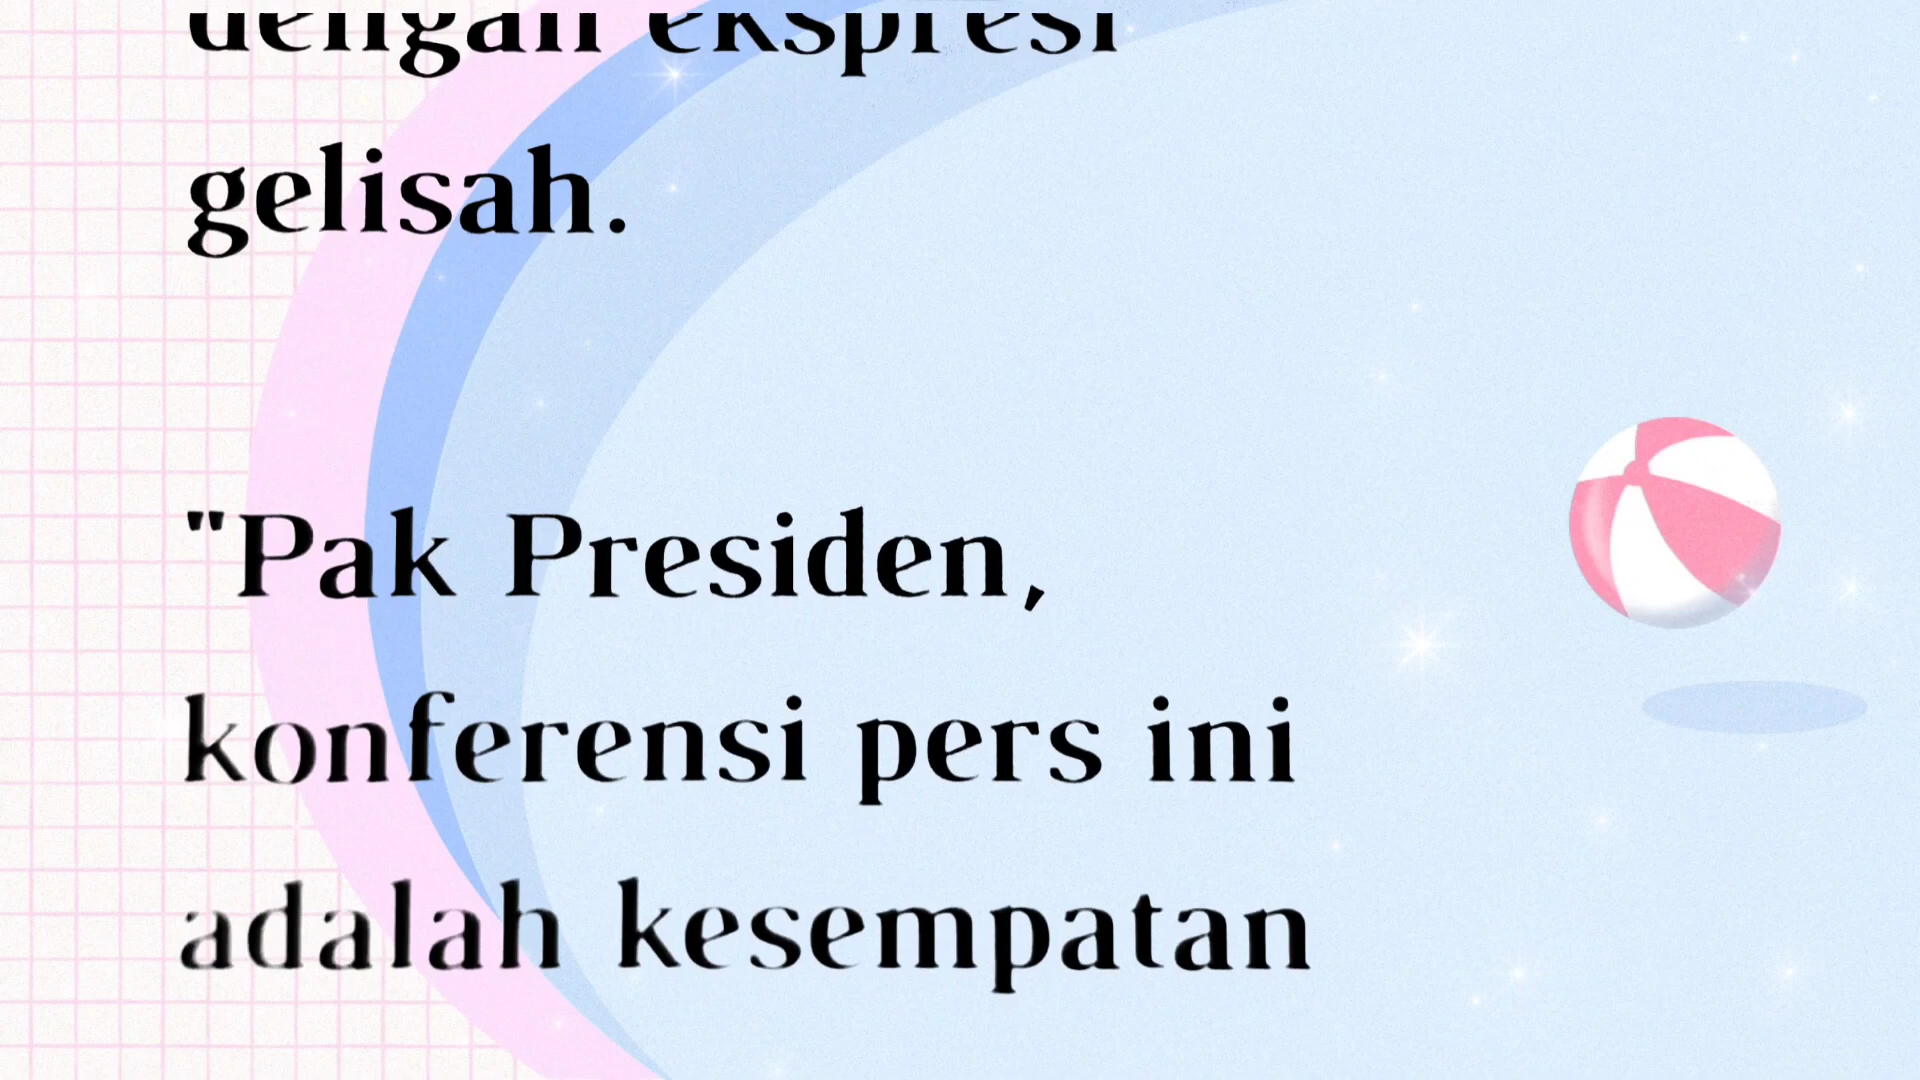 dengan ekspresi
gelisah.
"Pak Presiden,
konferensi pers ini
adalah kesempatan